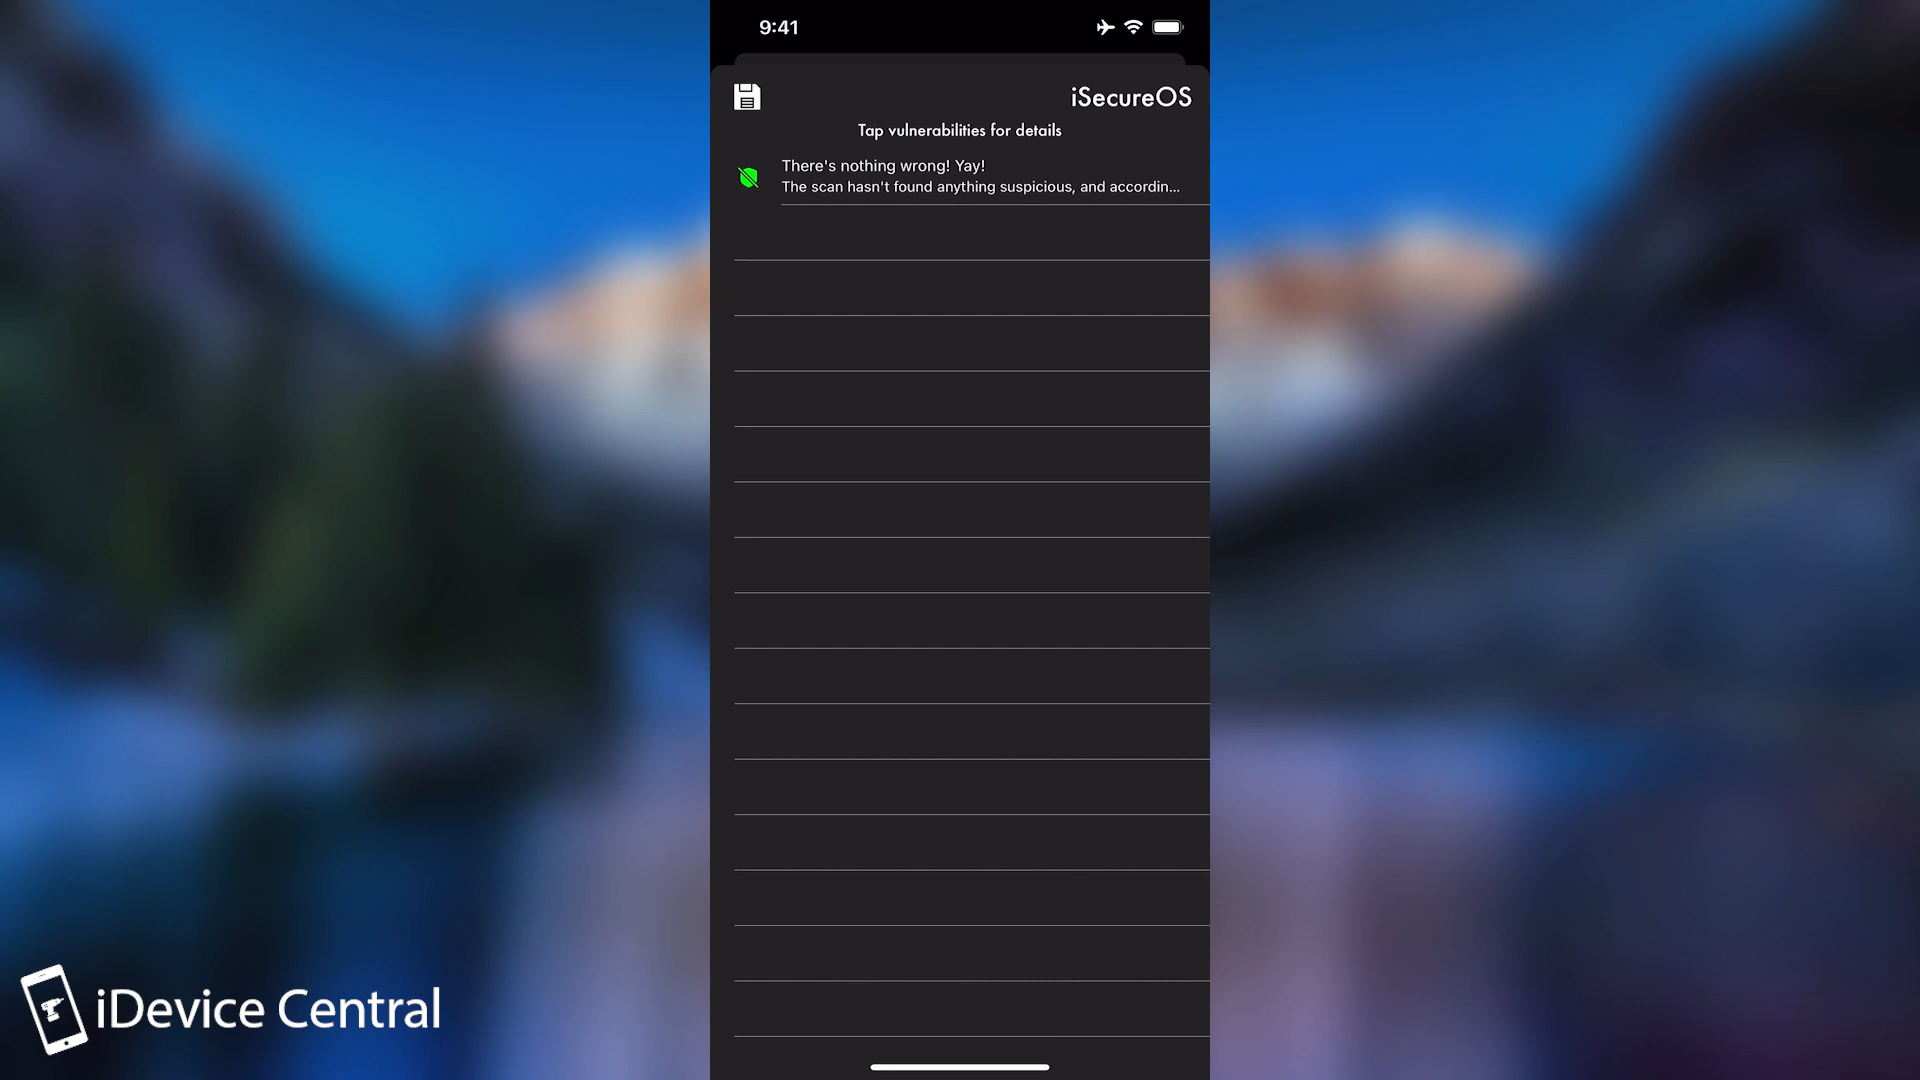 9:41
iSecureOS
Tap vulnerabilities for details
There's nothing wrong! Yay!
The scan hasn't found anything suspicious, and accordin...
iDevice Central